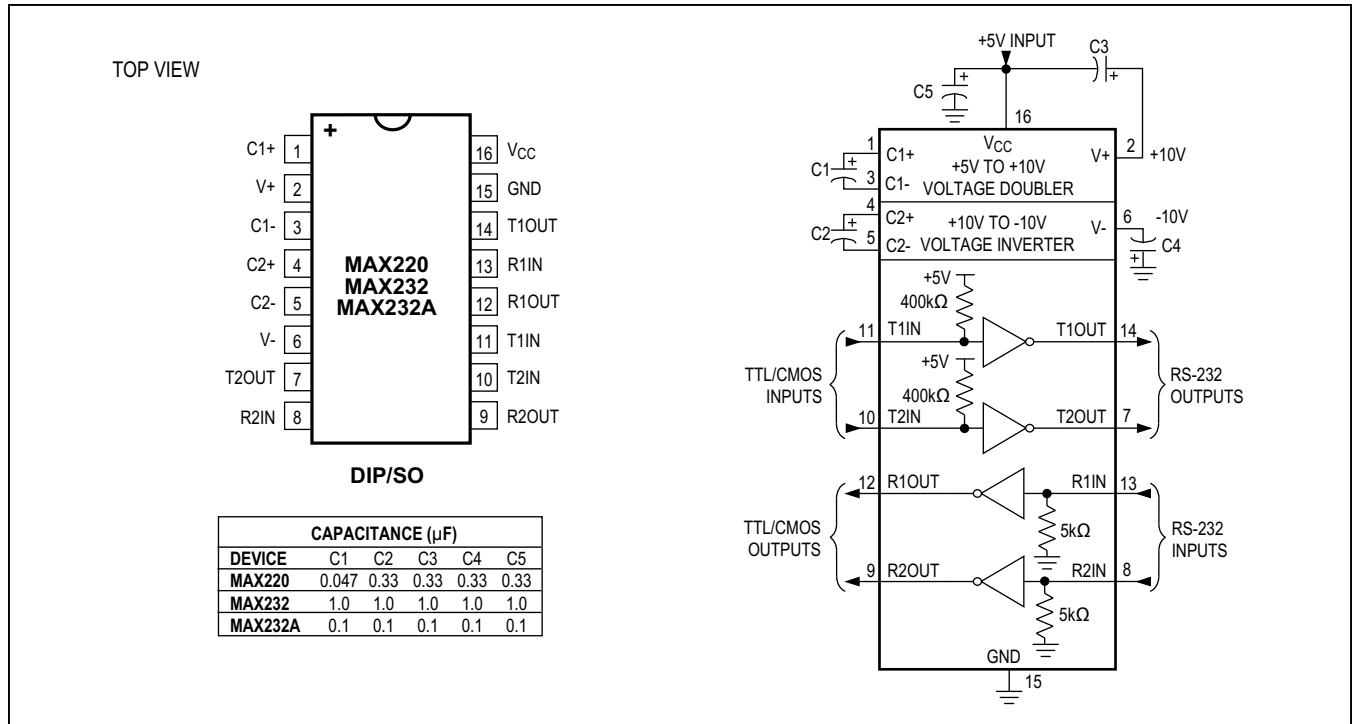 TOP VIEW
+
C1+ 1
V+ 2
C1- 3
C2+ 4
C2- 5
V- 6
T2OUT 7
R2IN 8
16 VCC
15 GND
14 T1OUT
13 R1IN
12 R1OUT
11 T1IN
10 T2IN
9 R2OUT
MAX220
MAX232
MAX232A
DIP/SO
CAPACITANCE (µF)
DEVICE C1 C2 C3 C4 C5
MAX220 0.047 0.33 0.33 0.33 0.33
MAX232 1.0 1.0 1.0 1.0 1.0
MAX232A 0.1 0.1 0.1 0.1 0.1
+5V INPUT
C3
+
C5
+
16
VCC
1
C1+
C1
+
3
C1-
+5V TO +10V
VOLTAGE DOUBLER
V+
2
+10V
4
C2+
C2
+
5
C2-
+10V TO -10V
VOLTAGE INVERTER
V-
6
-10V
C4
+
+5V
400kΩ
11 T1IN
T1OUT 14
+5V
400kΩ
10 T2IN
T2OUT 7
TTL/CMOS
INPUTS
RS-232
OUTPUTS
12 R1OUT
R1IN 13
5kΩ
9 R2OUT
R2IN 8
5kΩ
TTL/CMOS
OUTPUTS
RS-232
INPUTS
GND
15